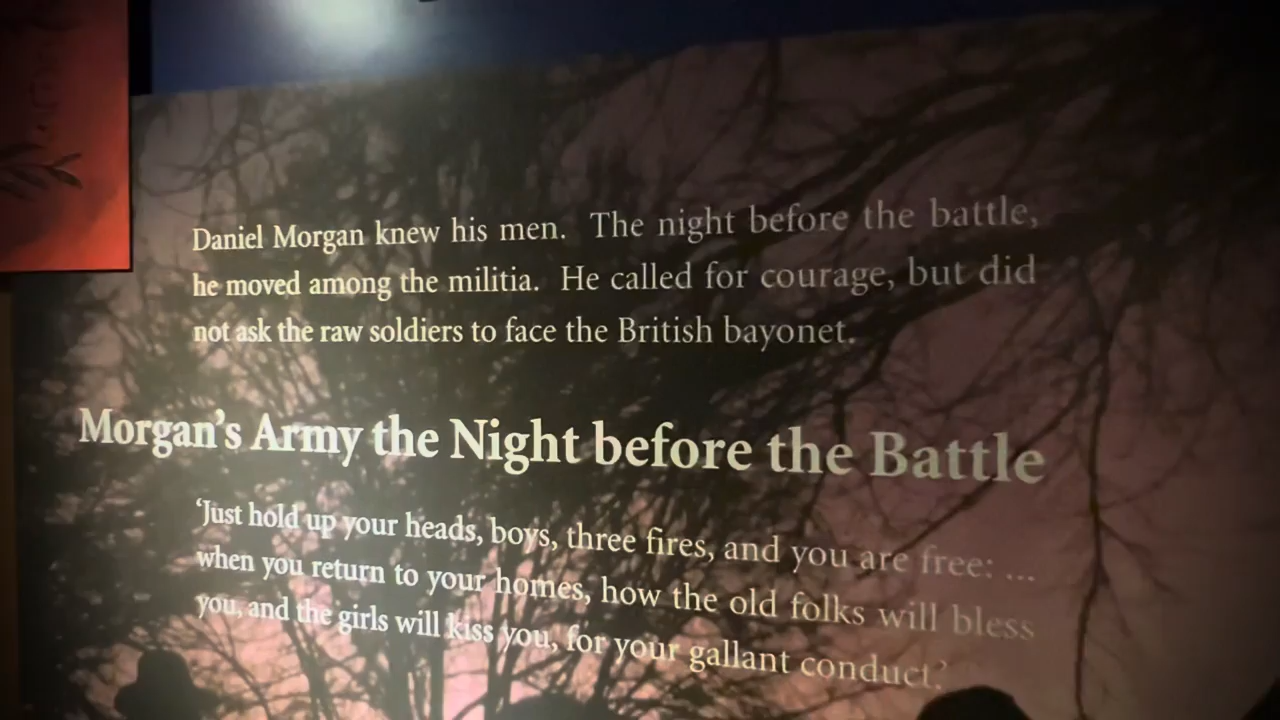 Daniel Morgan knew his men. The night before the battle,
he moved among the militia. He called for courage, but did
not ask the raw soldiers to face the British bayonet.
Morgan's Army the Night before the Battle
'Just hold up your heads, boys, three fires, and you are free: ...
when you return to your homes, how the old folks will bless
you, and the girls will kiss you, for your gallant conduct.'